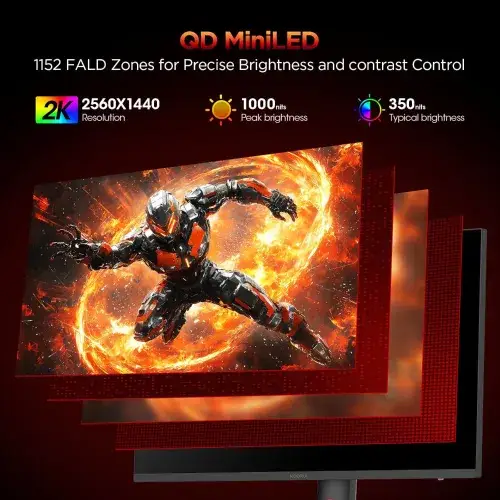 QD MiniLED
1152 FALD Zones for Precise Brightness and contrast Control
2K
2560X1440
Resolution
1000nits
Peak brightness
350nits
Typical brightness